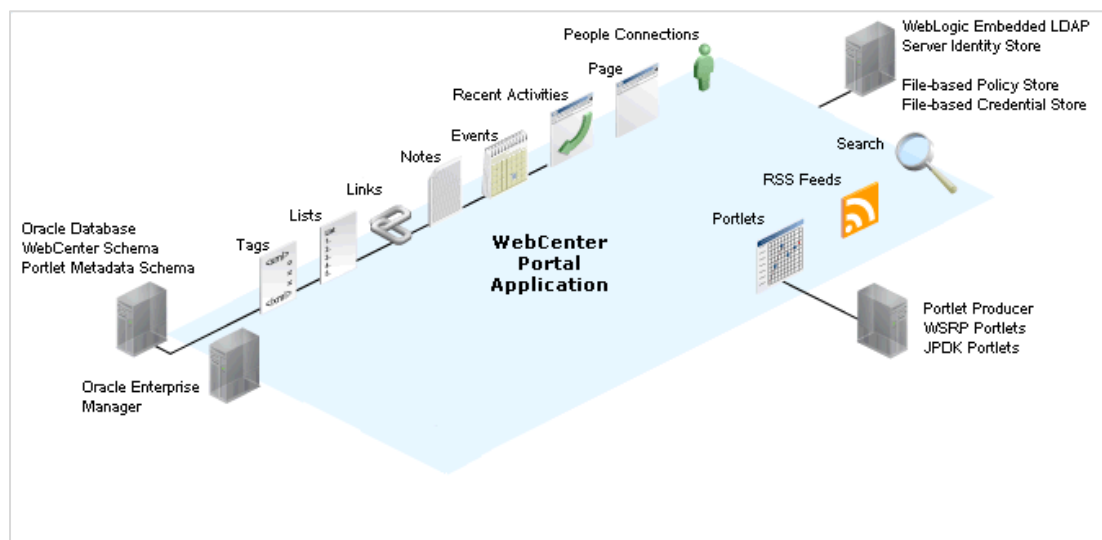 People Connections
WebLogic Embedded LDAP
Server Identity Store
Page
File-based Policy Store
File-based Credential Store
Recent Activities
Events
Search
Notes
RSS Feeds
Links
Portlets
Lists
Oracle Database
WebCenter Schema
Portlet Metadata Schema
Tags
WebCenter
Portal
Application
Portlet Producer
WSRP Portlets
JPDK Portlets
Oracle Enterprise
Manager